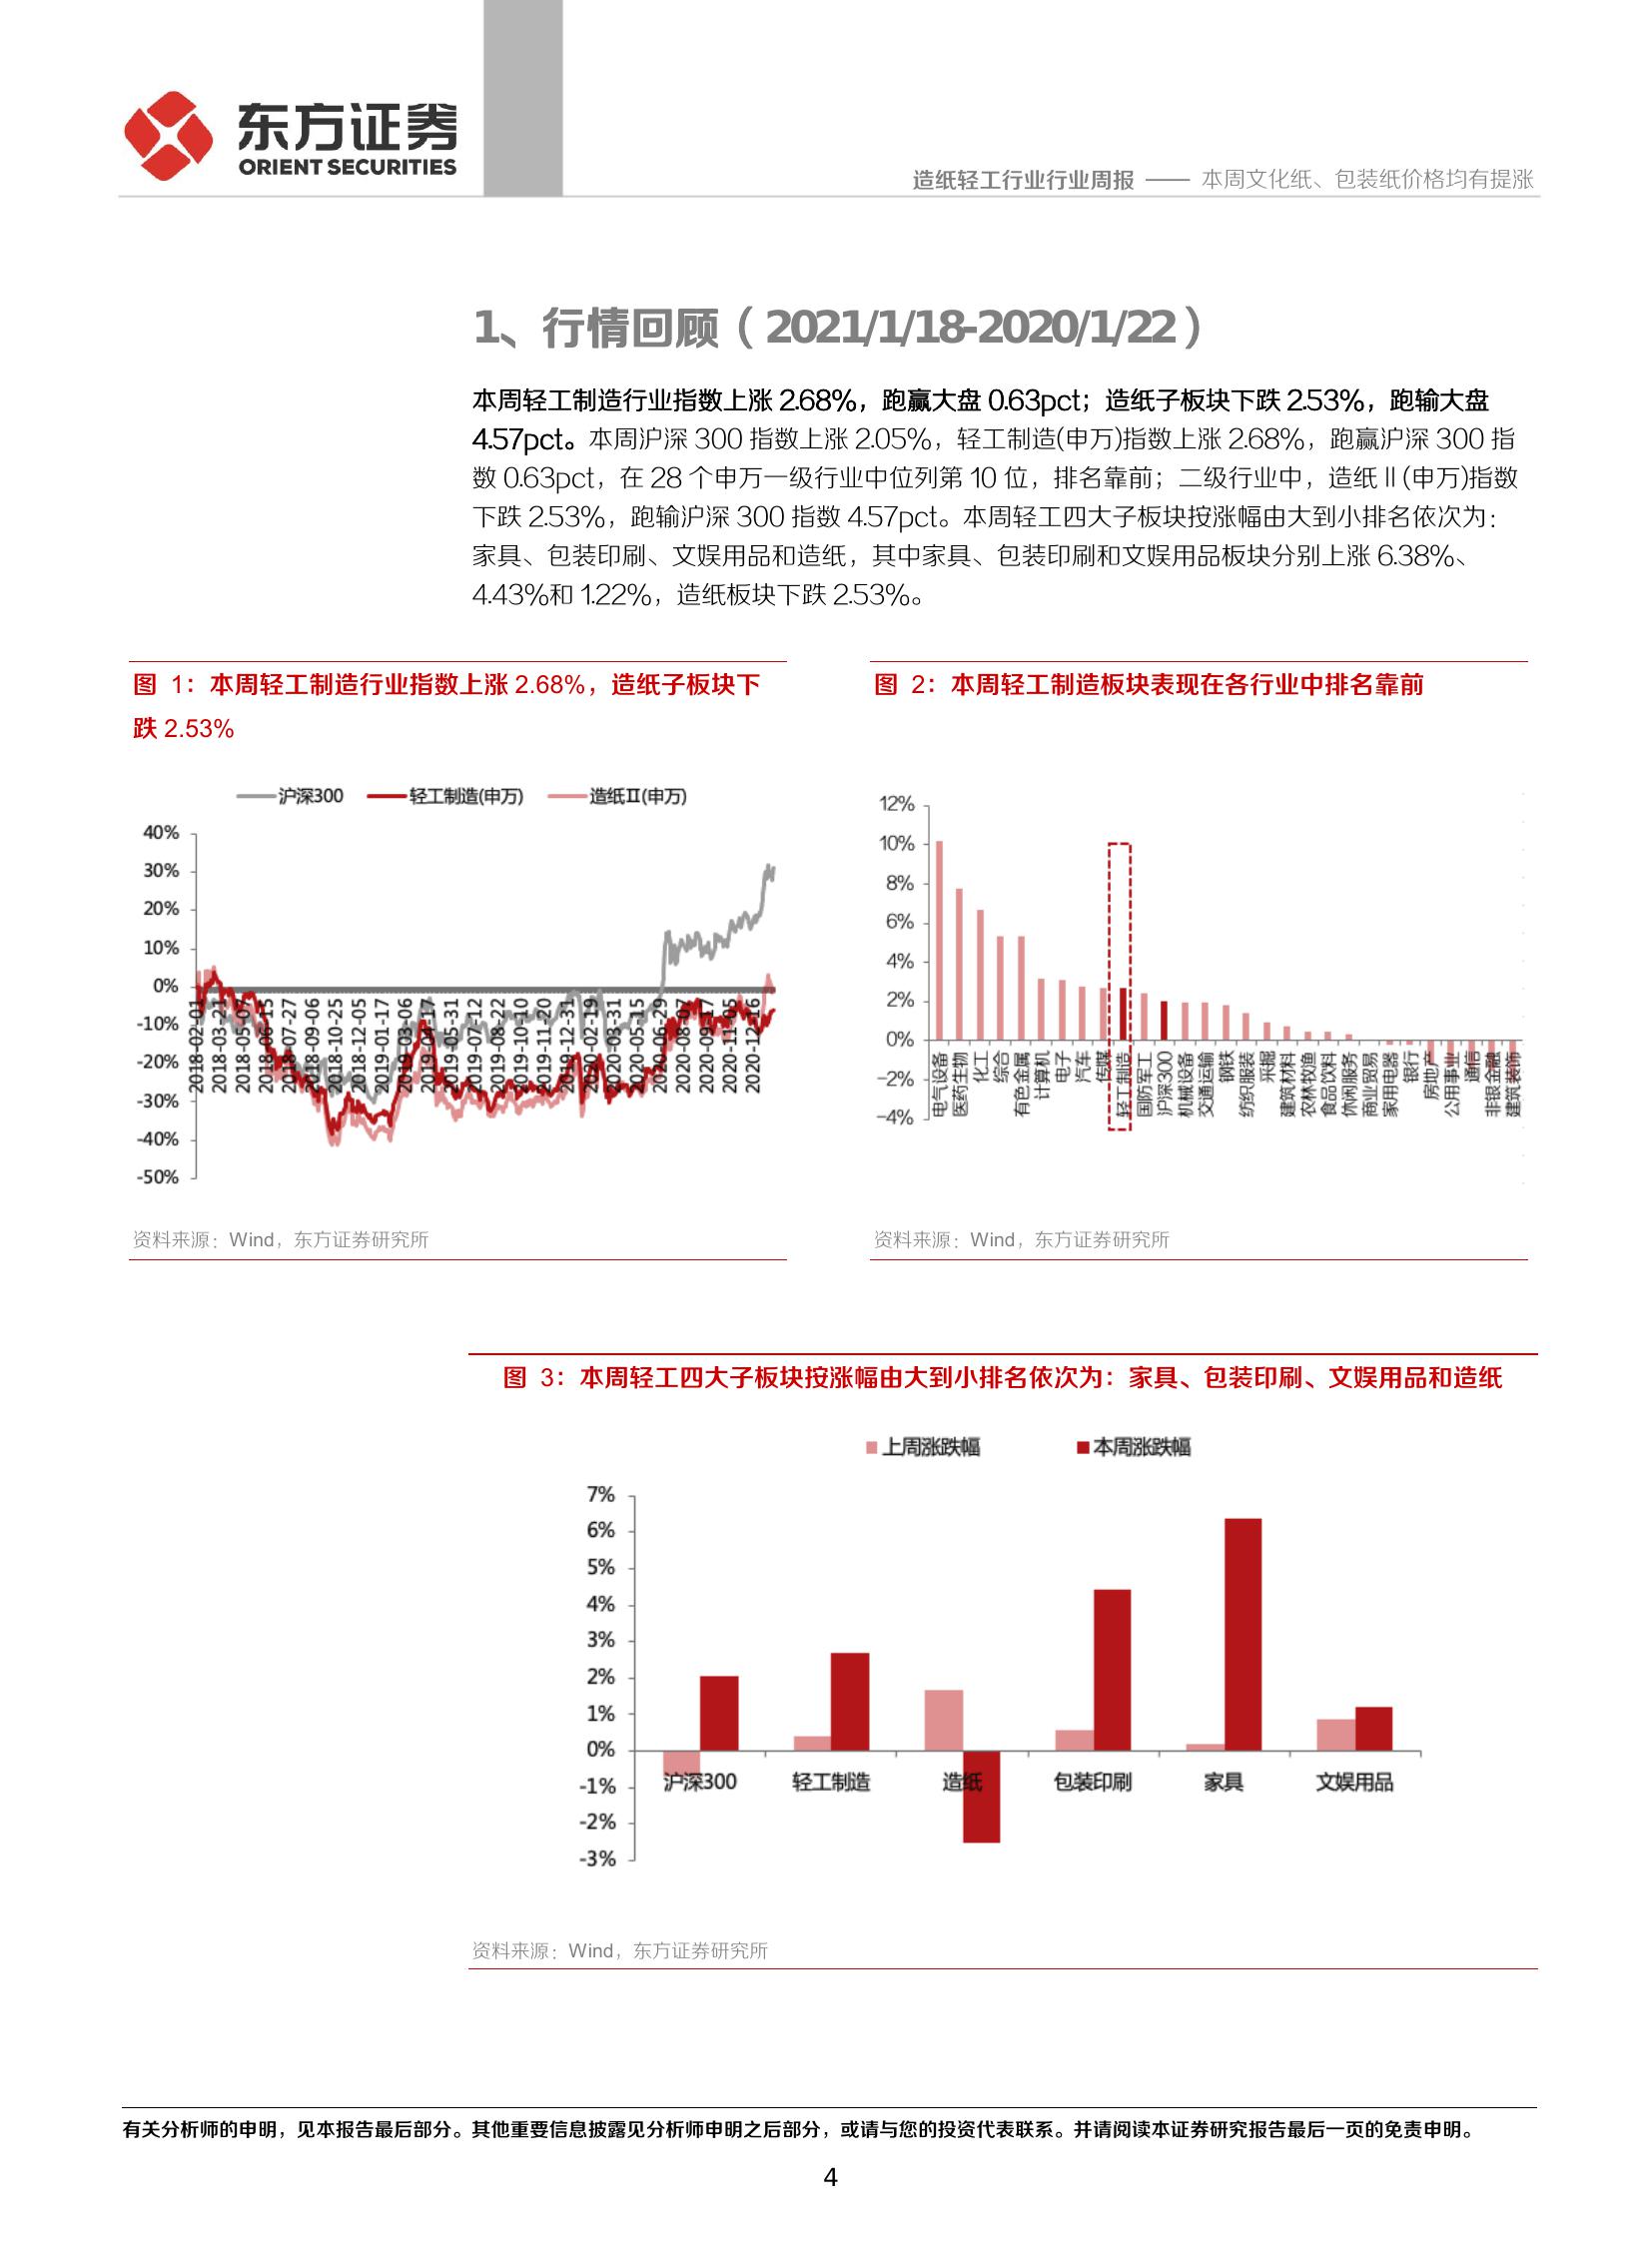 东方证券
ORIENT SECURITIES
造纸轻工行业行业周报 —— 本周文化纸、包装纸价格均有提涨
1、行情回顾（2021/1/18-2020/1/22）
本周轻工制造行业指数上涨 2.68%，跑赢大盘 0.63pct；造纸子板块下跌 2.53%，跑输大盘
4.57pct。本周沪深 300 指数上涨 2.05%，轻工制造(申万)指数上涨 2.68%，跑赢沪深 300 指
数 0.63pct，在 28 个申万一级行业中位列第 10 位，排名靠前；二级行业中，造纸Ⅱ(申万)指数
下跌 2.53%，跑输沪深 300 指数 4.57pct。本周轻工四大子板块按涨幅由大到小排名依次为：
家具、包装印刷、文娱用品和造纸，其中家具、包装印刷和文娱用品板块分别上涨 6.38%、
4.43%和 1.22%，造纸板块下跌 2.53%。
图 1：本周轻工制造行业指数上涨 2.68%，造纸子板块下
跌 2.53%
沪深300 轻工制造(申万) 造纸Ⅱ(申万)
40%
30%
20%
10%
0%
-10%
-20%
-30%
-40%
-50%
2018-02-01
2018-03-21
2018-05-07
2018-06-15
2018-07-27
2018-09-06
2018-10-25
2018-12-05
2019-01-17
2019-03-06
2019-04-17
2019-05-31
2019-07-12
2019-08-22
2019-10-10
2019-11-20
2019-12-31
2020-02-19
2020-03-31
2020-05-15
2020-06-29
2020-08-07
2020-09-17
2020-11-05
2020-12-16
资料来源：Wind，东方证券研究所
图 2：本周轻工制造板块表现在各行业中排名靠前
12%
10%
8%
6%
4%
2%
0%
-2%
-4%
电气设备
医药生物
化工
综合
有色金属
计算机
电子
汽车
传媒
轻工制造
国防军工
沪深300
机械设备
交通运输
钢铁
纺织服装
采掘
建筑材料
农林牧渔
食品饮料
休闲服务
商业贸易
家用电器
银行
房地产
公用事业
通信
非银金融
建筑装饰
资料来源：Wind，东方证券研究所
图 3：本周轻工四大子板块按涨幅由大到小排名依次为：家具、包装印刷、文娱用品和造纸
上周涨跌幅 本周涨跌幅
7%
6%
5%
4%
3%
2%
1%
0%
-1%
-2%
-3%
沪深300 轻工制造 造纸 包装印刷 家具 文娱用品
资料来源：Wind，东方证券研究所
有关分析师的申明，见本报告最后部分。其他重要信息披露见分析师申明之后部分，或请与您的投资代表联系。并请阅读本证券研究报告最后一页的免责申明。
4